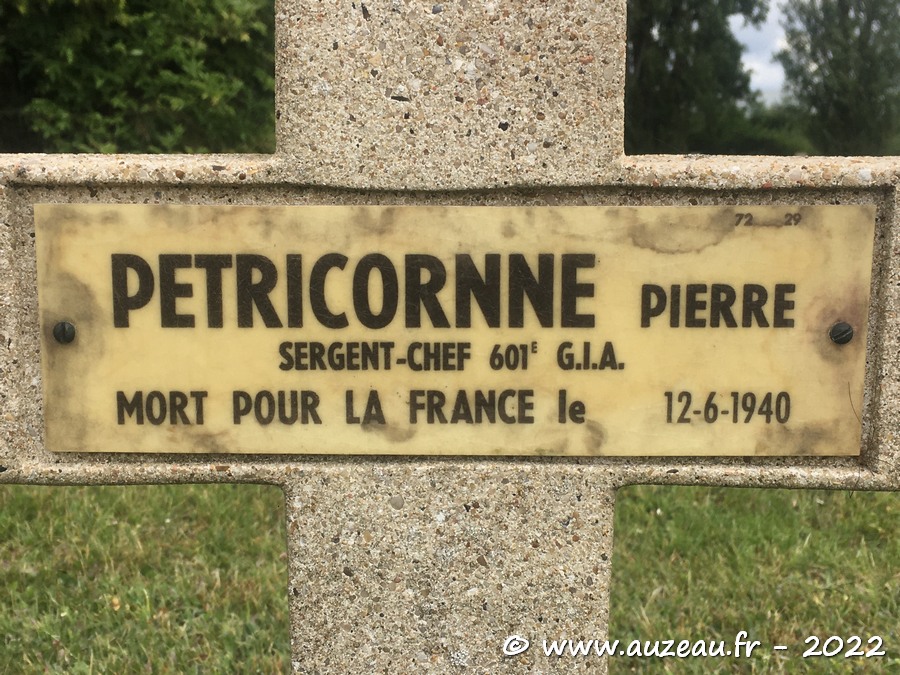 72 29
PETRICORNNE PIERRE
SERGENT-CHEF 601E G.I.A.
MORT POUR LA FRANCE le 12-6-1940
© www.auzeau.fr - 2022